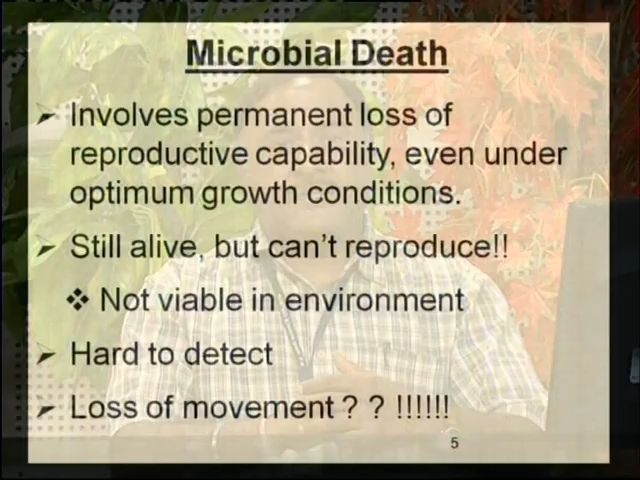 Microbial Death
➢ Involves permanent loss of
reproductive capability, even under
optimum growth conditions.
➢ Still alive, but can't reproduce!!
❖ Not viable in environment
➢ Hard to detect
➢ Loss of movement ? ? !!!!!!
5